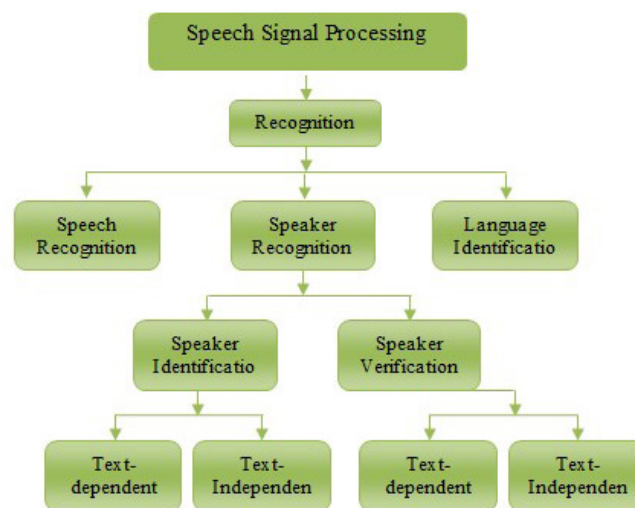 Speech Signal Processing
Recognition
Speech
Recognition
Speaker
Recognition
Language
Identificatio
Speaker
Identificatio
Speaker
Verification
Text-
dependent
Text-
Independen
Text-
dependent
Text-
Independen